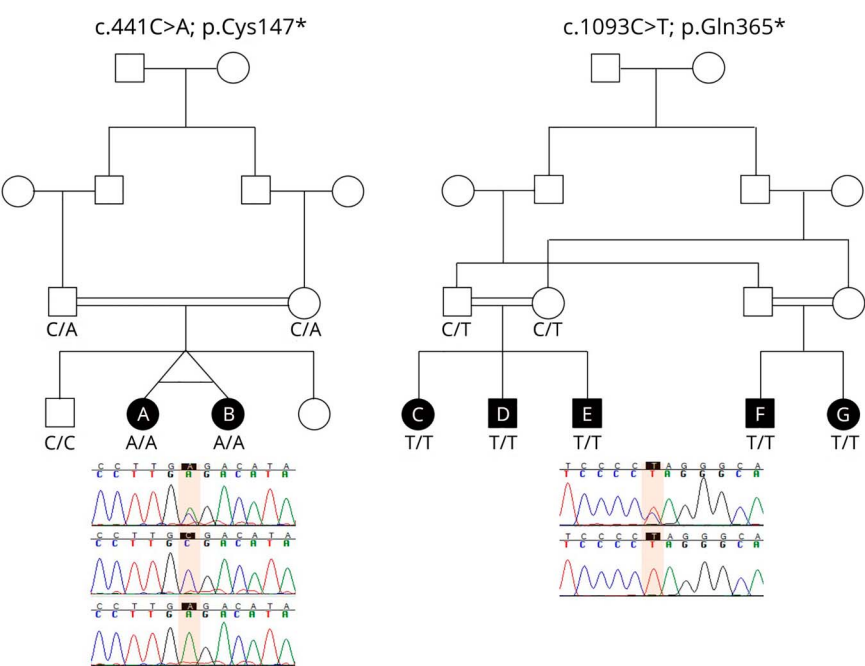 c.441C>A; p.Cys147*
c.1093C>T; p.Gln365*
C/A
C/A
C/T
C/T
A
B
C
D
E
F
G
C/C
A/A
A/A
T/T
T/T
T/T
T/T
T/T
C C T T G A G A C A T A
C C T T G A G A C A T A
C C T T G C G A C A T A
C C T T G C G A C A T A
C C T T G A G A C A T A
C C T T G A G A C A T A
T C C C C T A G G G C A
T C C C C T A G G G C A
T C C C C T A G G G C A
T C C C C T A G G G C A